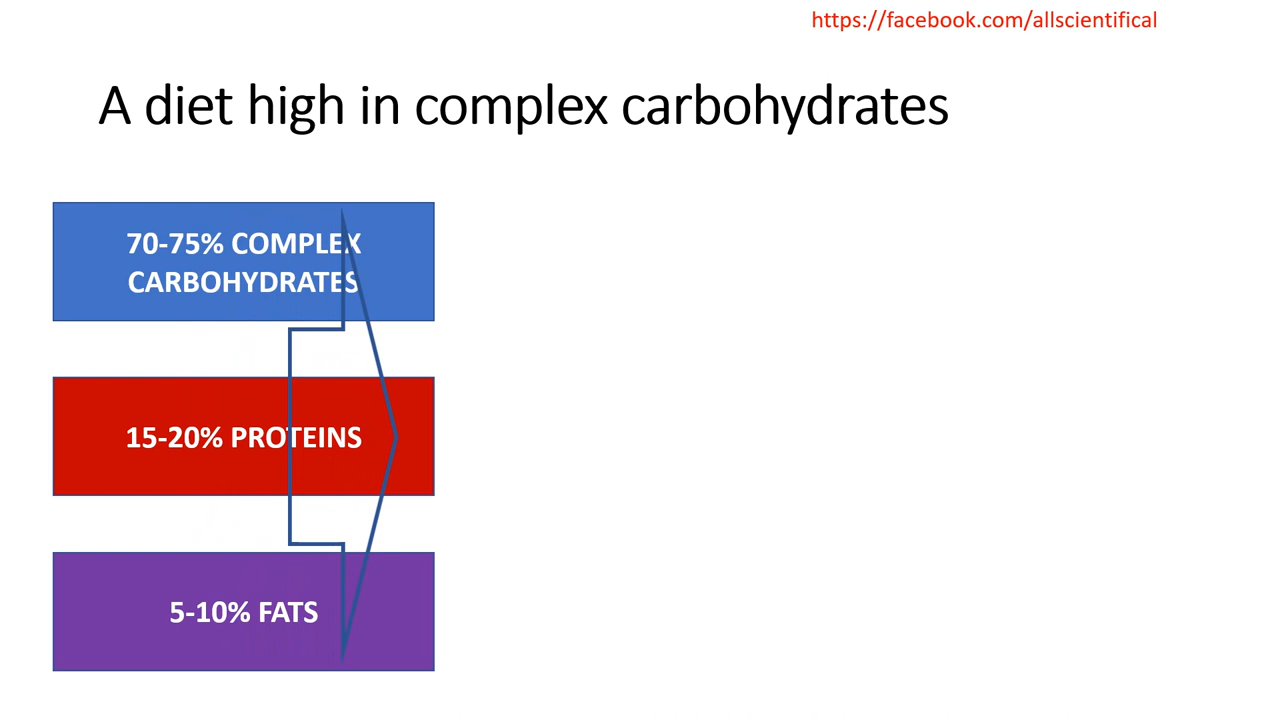 https://facebook.com/allscientifical
A diet high in complex carbohydrates
70-75% COMPLEX
CARBOHYDRATES
15-20% PROTEINS
5-10% FATS